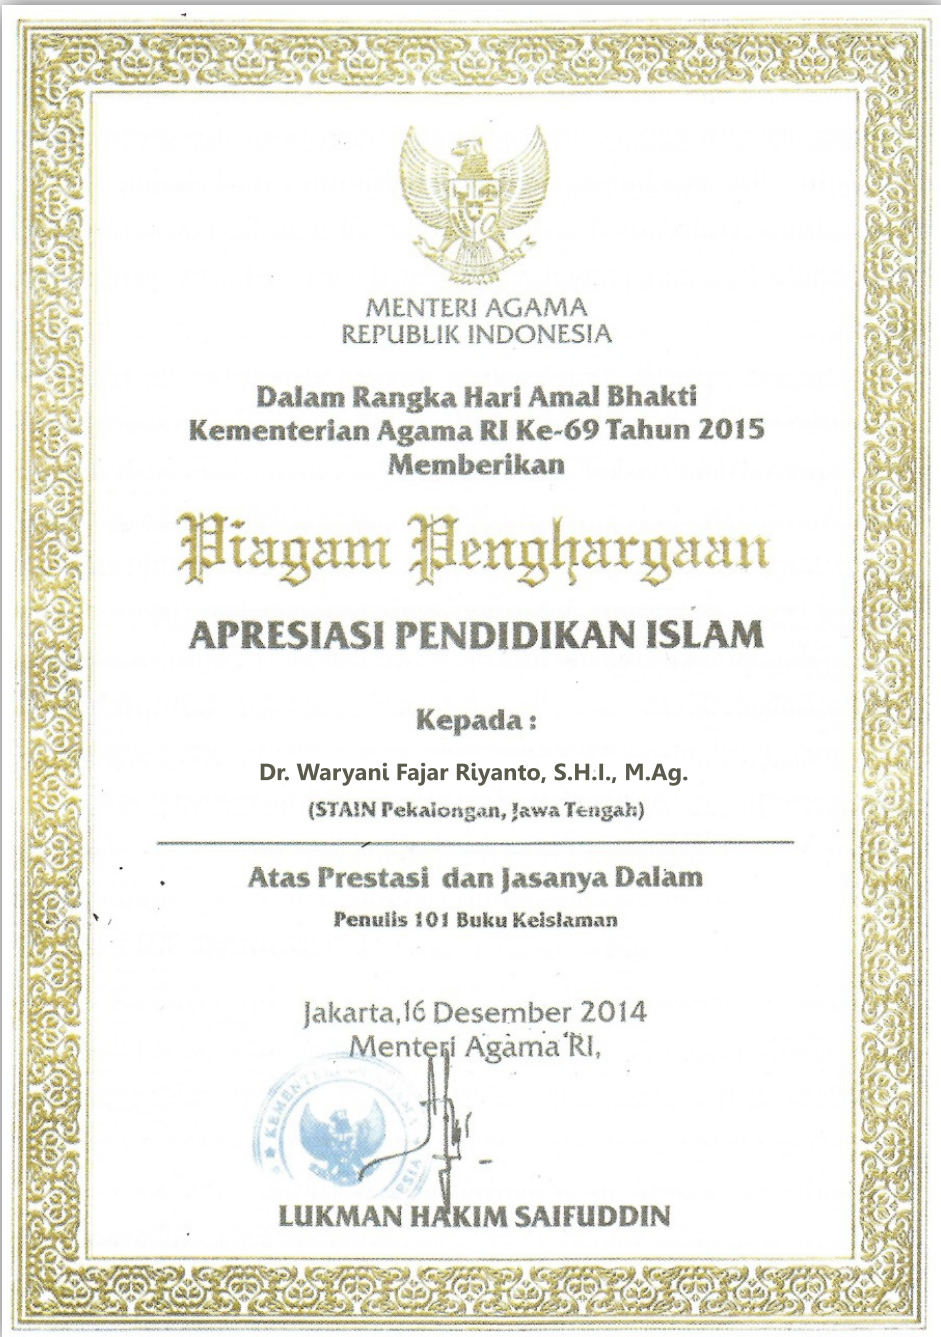 MENTERI AGAMA
REPUBLIK INDONESIA
Dalam Rangka Hari Amal Bhakti
Kementerian Agama RI Ke-69 Tahun 2015
Memberikan
Piagam Penghargaan
APRESIASI PENDIDIKAN ISLAM
Kepada :
Dr. Waryani Fajar Riyanto, S.H.I., M.Ag.
(STAIN Pekalongan, Jawa Tengah)
Atas Prestasi dan Jasanya Dalam
Penulis 101 Buku Keislaman
Jakarta,16 Desember 2014
Menteri Agama RI,
LUKMAN HAKIM SAIFUDDIN